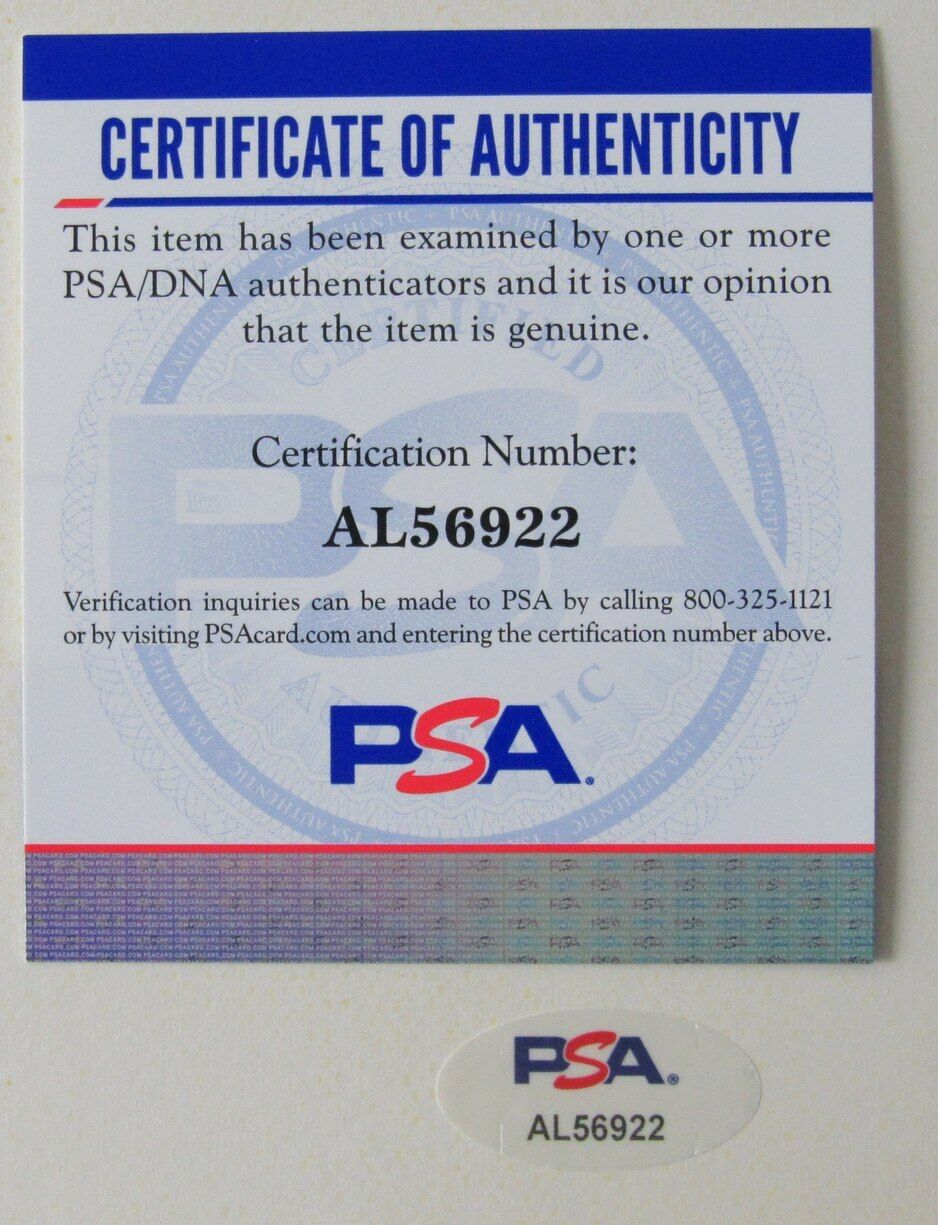 CERTIFICATE OF AUTHENTICITY
This item has been examined by one or more
PSA/DNA authenticators and it is our opinion
that the item is genuine.
CERTIFIED
PSA
Certification Number:
AL56922
Verification inquiries can be made to PSA by calling 800-325-1121
or by visiting PSAcard.com and entering the certification number above.
PSA®
PSA®
AL56922